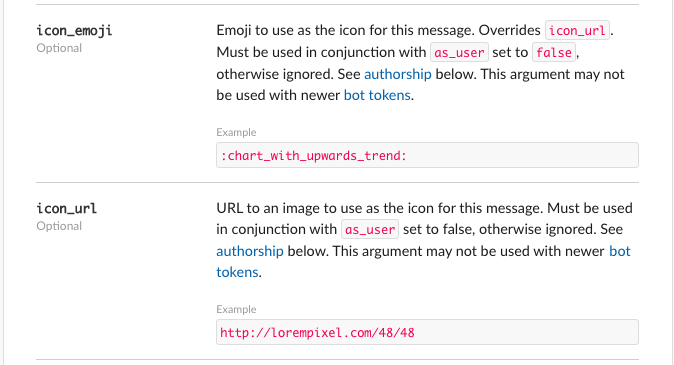 icon_emoji
Optional
Emoji to use as the icon for this message. Overrides icon_url.
Must be used in conjunction with as_user set to false,
otherwise ignored. See authorship below. This argument may not
be used with newer bot tokens.
Example
:chart_with_upwards_trend:
icon_url
Optional
URL to an image to use as the icon for this message. Must be used
in conjunction with as_user set to false, otherwise ignored. See
authorship below. This argument may not be used with newer bot
tokens.
Example
http://lorempixel.com/48/48